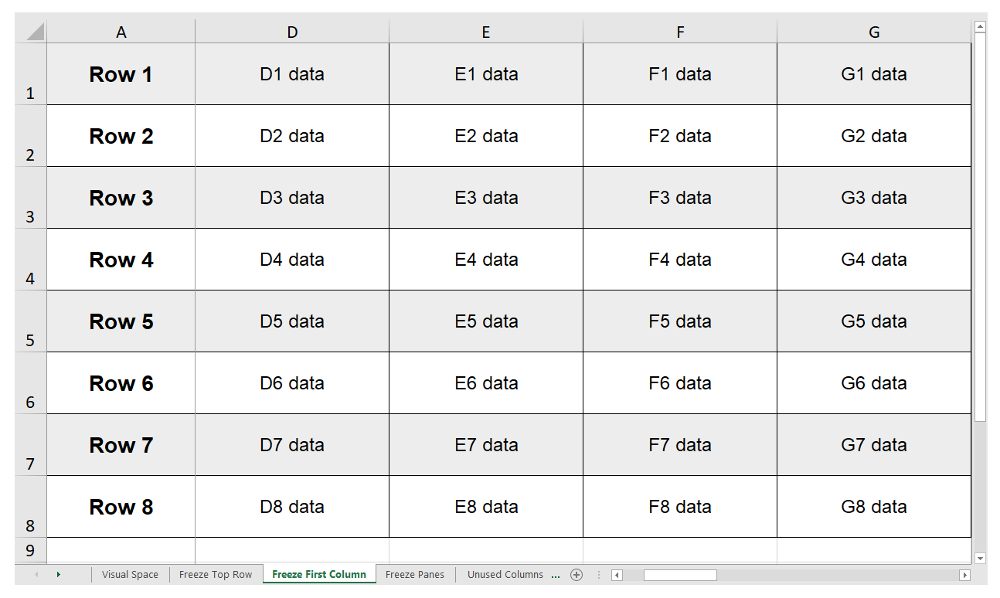 A D E F G
1 Row 1 D1 data E1 data F1 data G1 data
2 Row 2 D2 data E2 data F2 data G2 data
3 Row 3 D3 data E3 data F3 data G3 data
4 Row 4 D4 data E4 data F4 data G4 data
5 Row 5 D5 data E5 data F5 data G5 data
6 Row 6 D6 data E6 data F6 data G6 data
7 Row 7 D7 data E7 data F7 data G7 data
8 Row 8 D8 data E8 data F8 data G8 data
9
Visual Space Freeze Top Row Freeze First Column Freeze Panes Unused Columns ...